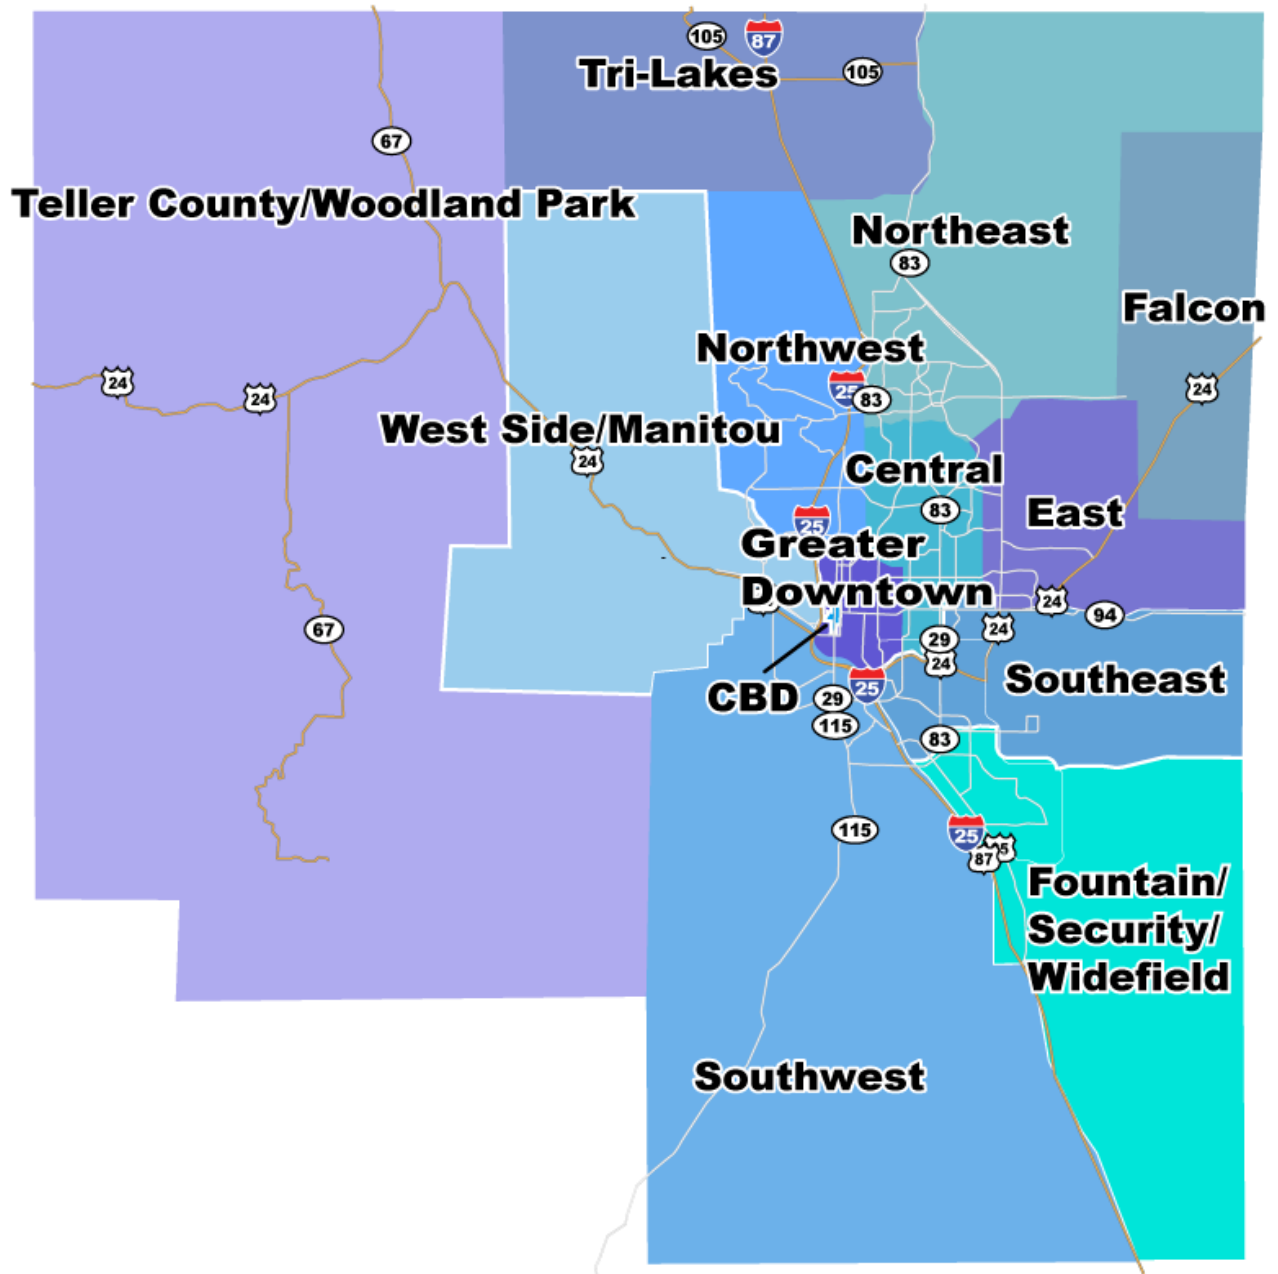 105
87
Tri-Lakes
105
67
Teller County/Woodland Park
Northeast
83
Falcon
Northwest
24
24
25
83
24
West Side/Manitou
24
Central
83
East
25
Greater
Downtown
24
94
24
29
24
Southeast
67
CBD
25
29
115
83
115
25
87
Fountain/
Security/
Widefield
Southwest